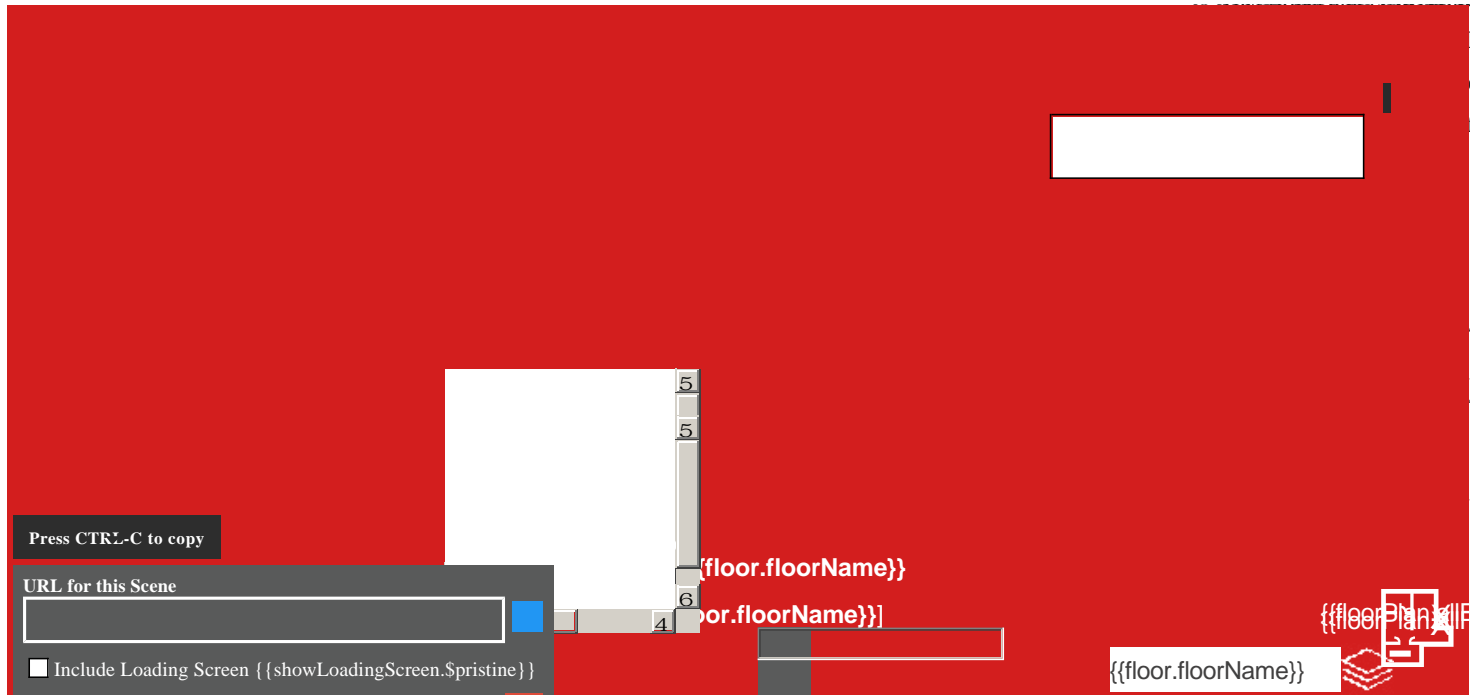 5
5
Press CTRL-C to copy
{floor.floorName}}
URL for this Scene
6
4
oor.floorName}}]
Include Loading Screen {{showLoadingScreen.$pristine}}
{{floor.floorName}}